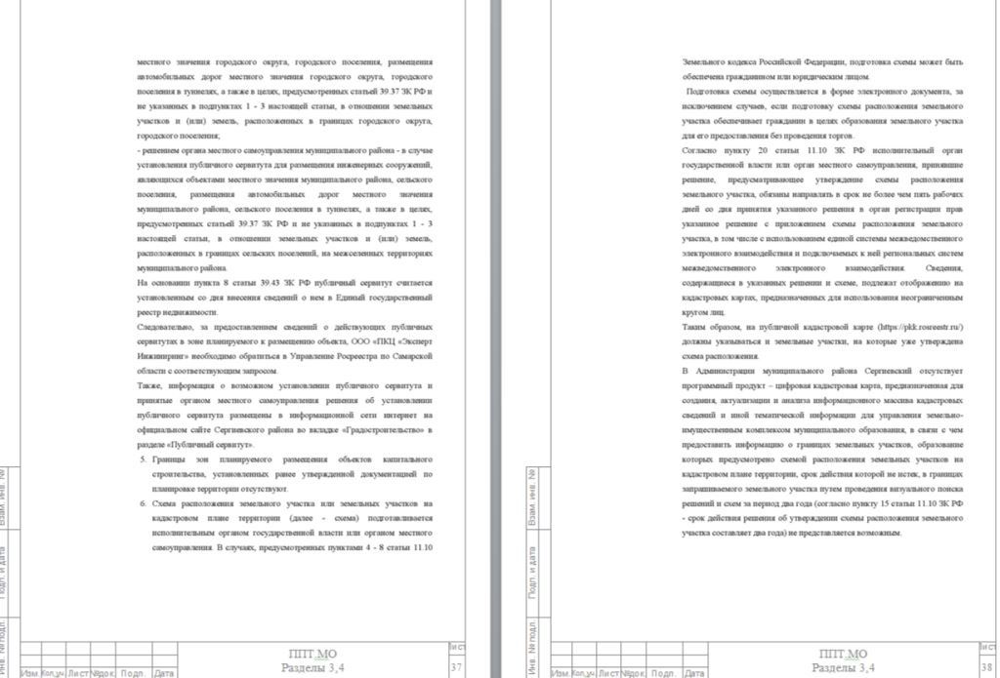 местного значения городского округа, городского поселения, размещения
автомобильных дорог местного значения городского округа, городского
поселения в туннелях, а также в целях, предусмотренных статьей 39.37 ЗК РФ и
не указанных в подпунктах 1 - 3 настоящей статьи, в отношении земельных
участков и (или) земель, расположенных в границах городского округа,
городского поселения;
- решением органа местного самоуправления муниципального района - в случае
установления публичного сервитута для размещения инженерных сооружений,
являющихся объектами местного значения муниципального района, сельского
поселения, размещения автомобильных дорог местного значения
муниципального района, сельского поселения в туннелях, а также в целях,
предусмотренных статьей 39.37 ЗК РФ и не указанных в подпунктах 1 - 3
настоящей статьи, в отношении земельных участков и (или) земель,
расположенных в границах сельских поселений, на межселенных территориях
муниципального района.
На основании пункта 8 статьи 39.43 ЗК РФ публичный сервитут считается
установленным со дня внесения сведений о нем в Единый государственный
реестр недвижимости.
Следовательно, за предоставлением сведений о действующих публичных
сервитутах в зоне планируемого к размещению объекта, ООО «ПКЦ «Эксперт
Инжиниринг» необходимо обратиться в Управление Росреестра по Самарской
области с соответствующим запросом.
Также, информация о возможном установлении публичного сервитута и
принятые органом местного самоуправления решения об установлении
публичного сервитута размещены в информационной сети интернет на
официальном сайте Сергиевского района во вкладке «Градостроительство» в
разделе «Публичный сервитут».
5. Границы зон планируемого размещения объектов капитального
строительства, установленных ранее утвержденной документацией по
планировке территории отсутствуют.
6. Схема расположения земельного участка или земельных участков на
кадастровом плане территории (далее - схема) подготавливается
исполнительным органом государственной власти или органом местного
самоуправления. В случаях, предусмотренных пунктами 4 - 8 статьи 11.10
Взам. инв. №
Подп. и дата
Инв. № подп.
Изм. Кол.уч. Лист №док. Подп. Дата
ППТ.МО
Разделы 3,4
Лист
37
Земельного кодекса Российской Федерации, подготовка схемы может быть
обеспечена гражданином или юридическим лицом.
Подготовка схемы осуществляется в форме электронного документа, за
исключением случаев, если подготовку схемы расположения земельного
участка обеспечивает гражданин в целях образования земельного участка
для его предоставления без проведения торгов.
Согласно пункту 20 статьи 11.10 ЗК РФ исполнительный орган
государственной власти или орган местного самоуправления, принявшие
решение, предусматривающее утверждение схемы расположения
земельного участка, обязаны направлять в срок не более чем пять рабочих
дней со дня принятия указанного решения в орган регистрации прав
указанное решение с приложением схемы расположения земельного
участка, в том числе с использованием единой системы межведомственного
электронного взаимодействия и подключаемых к ней региональных систем
межведомственного электронного взаимодействия. Сведения,
содержащиеся в указанных решении и схеме, подлежат отображению на
кадастровых картах, предназначенных для использования неограниченным
кругом лиц.
Таким образом, на публичной кадастровой карте (https://pkk.rosreestr.ru/)
должны указываться и земельные участки, на которые уже утверждена
схема расположения.
В Администрации муниципального района Сергиевский отсутствует
программный продукт – цифровая кадастровая карта, предназначенная для
создания, актуализации и анализа информационного массива кадастровых
сведений и иной тематической информации для управления земельно-
имущественным комплексом муниципального образования, в связи с чем
предоставить информацию о границах земельных участков, образование
которых предусмотрено схемой расположения земельных участков на
кадастровом плане территории, срок действия которой не истек, в границах
запрашиваемого земельного участка путем проведения визуального поиска
решений и схем за период два года (согласно пункту 15 статьи 11.10 ЗК РФ
- срок действия решения об утверждении схемы расположения земельного
участка составляет два года) не представляется возможным.
Взам. инв. №
Подп. и дата
Инв. № подп.
Изм. Кол.уч. Лист №док. Подп. Дата
ППТ.МО
Разделы 3,4
Лист
38